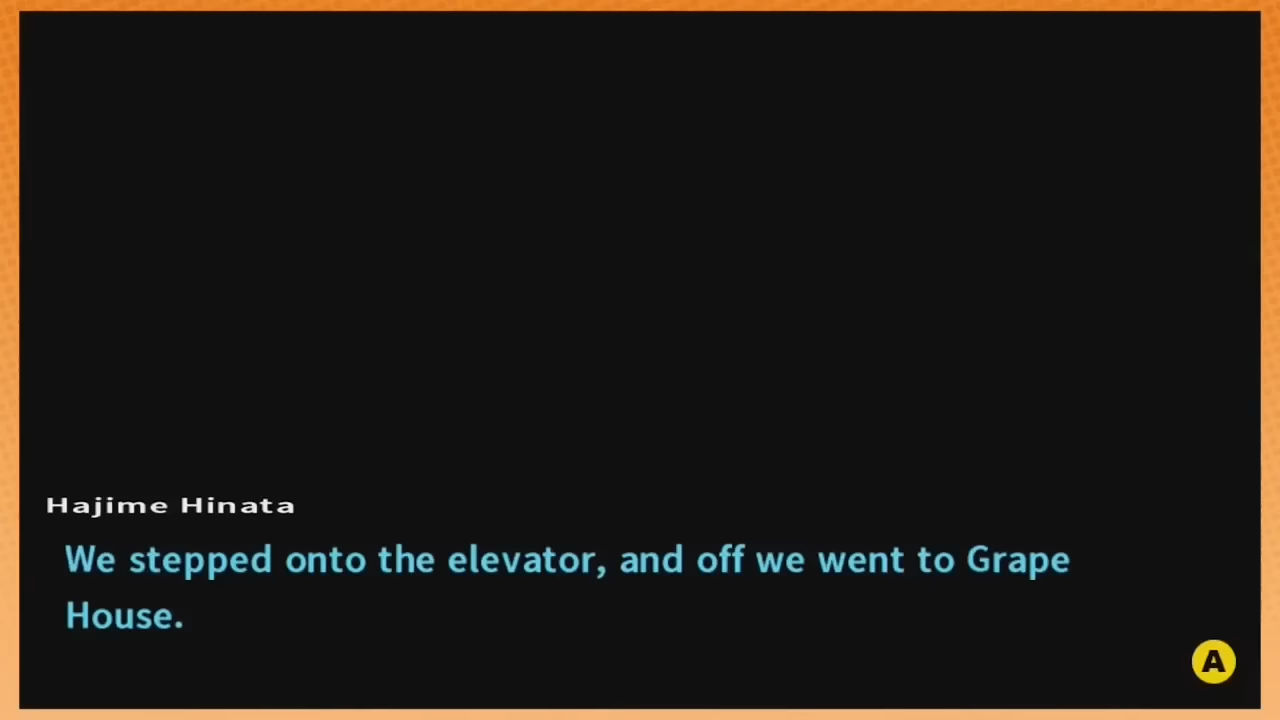 Hajime Hinata
We stepped onto the elevator, and off we went to Grape
House.
A